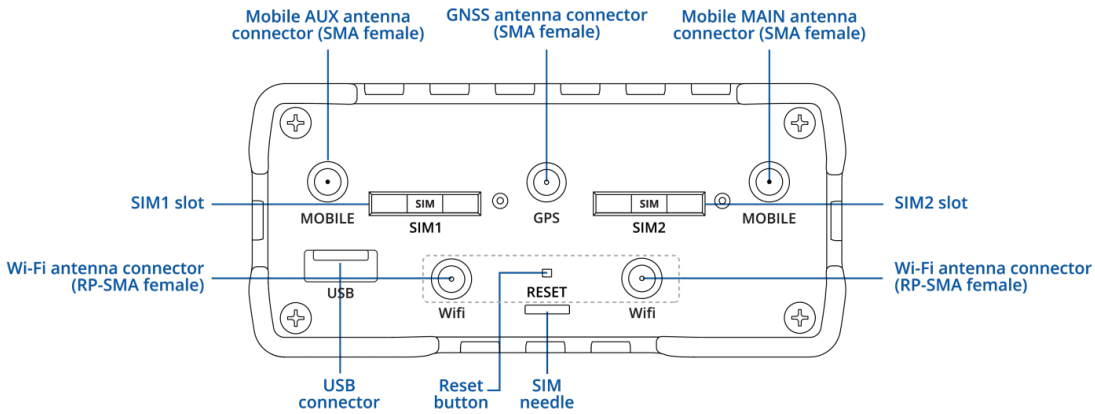 Mobile AUX antenna
connector (SMA female)
GNSS antenna connector
(SMA female)
Mobile MAIN antenna
connector (SMA female)
SIM1 slot
MOBILE
SIM
SIM1
GPS
SIM
SIM2
MOBILE
SIM2 slot
Wi-Fi antenna connector
(RP-SMA female)
USB
Wifi
RESET
Wifi
Wi-Fi antenna connector
(RP-SMA female)
USB
connector
Reset
button
SIM
needle